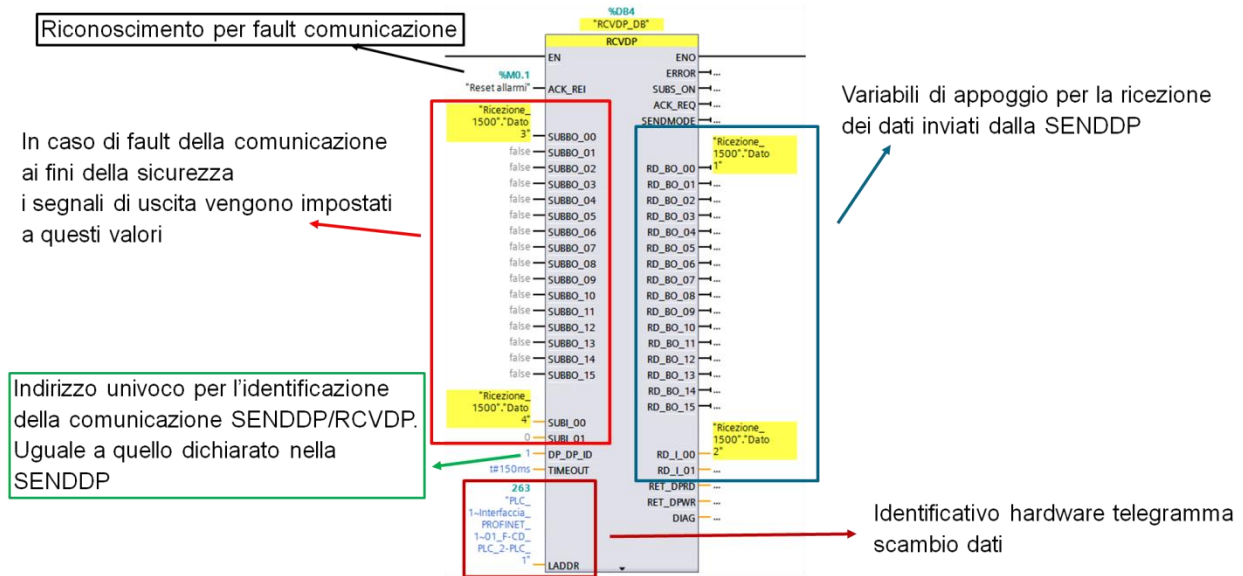 Riconoscimento per fault comunicazione
In caso di fault della comunicazione
ai fini della sicurezza
i segnali di uscita vengono impostati
a questi valori
Indirizzo univoco per l'identificazione
della comunicazione SENDDP/RCVDP.
Uguale a quello dichiarato nella
SENDDP
%DB4
"RCVDP_DB"
RCVDP
EN
%M0.1
"Reset allarmi" ACK_REI
"Ricezione_
1500"."Dato
3" SUBBO_00
false SUBBO_01
false SUBBO_02
false SUBBO_03
false SUBBO_04
false SUBBO_05
false SUBBO_06
false SUBBO_07
false SUBBO_08
false SUBBO_09
false SUBBO_10
false SUBBO_11
false SUBBO_12
false SUBBO_13
false SUBBO_14
false SUBBO_15
"Ricezione_
1500"."Dato
4" SUBI_00
0 SUBI_01
1 DP_DP_ID
t#150ms TIMEOUT
263
"PLC_
1~Interfaccia_
PROFINET_
1~01_F-CD_
PLC_2-PLC_
1" LADDR
ENO
ERROR ...
SUBS_ON ...
ACK_REQ ...
SENDMODE ...
"Ricezione_
1500"."Dato
RD_BO_00 1"
RD_BO_01 ...
RD_BO_02 ...
RD_BO_03 ...
RD_BO_04 ...
RD_BO_05 ...
RD_BO_06 ...
RD_BO_07 ...
RD_BO_08 ...
RD_BO_09 ...
RD_BO_10 ...
RD_BO_11 ...
RD_BO_12 ...
RD_BO_13 ...
RD_BO_14 ...
RD_BO_15 ...
"Ricezione_
1500"."Dato
RD_I_00 2"
RD_I_01 ...
RET_DPRD ...
RET_DPWR ...
DIAG ...
Variabili di appoggio per la ricezione
dei dati inviati dalla SENDDP
Identificativo hardware telegramma
scambio dati